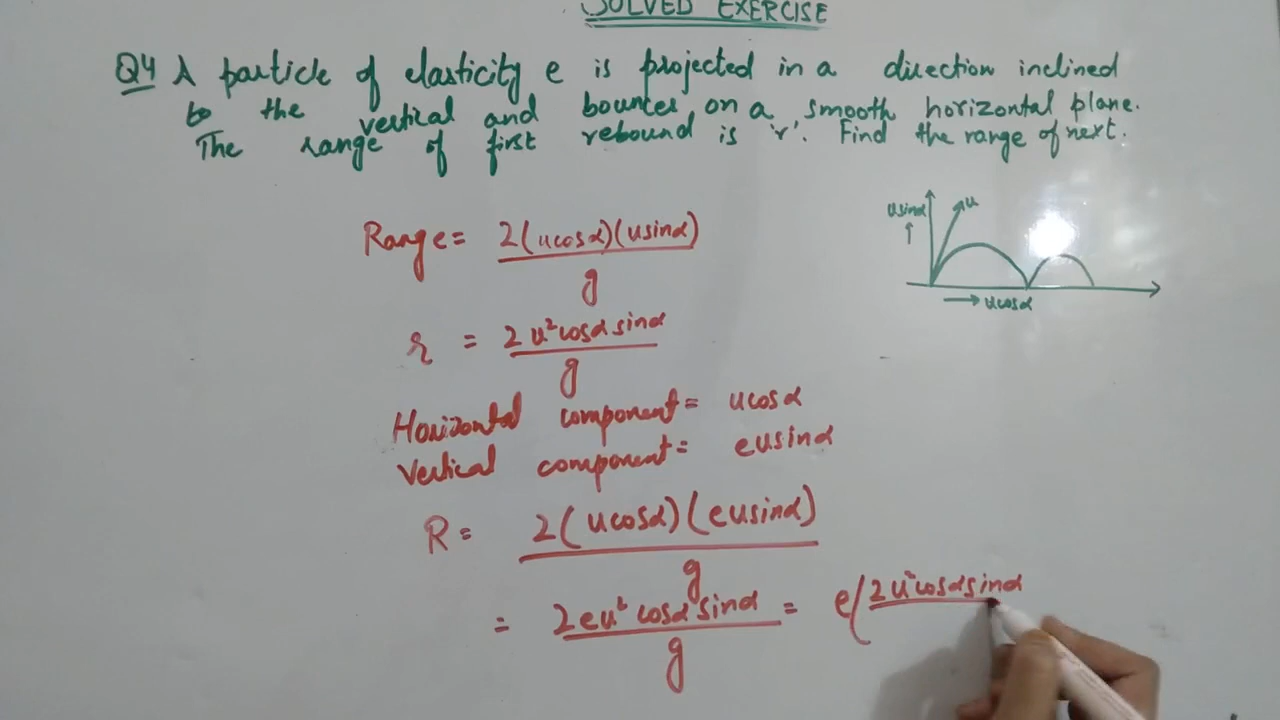 SOLVED EXERCISE
Q4 A particle of elasticity e is projected in a direction inclined
to the vertical and bounces on a smooth horizontal plane.
The range of first rebound is 'r'. Find the range of next.
usinα
u
ucosα
Range = 2(ucosα)(usinα) / g
r = 2u²cosα sinα / g
Horizontal component = ucosα
Vertical component = eusinα
R = 2(ucosα)(eusinα) / g
= 2eu² cosα sinα / g = e(2u²cosαsinα